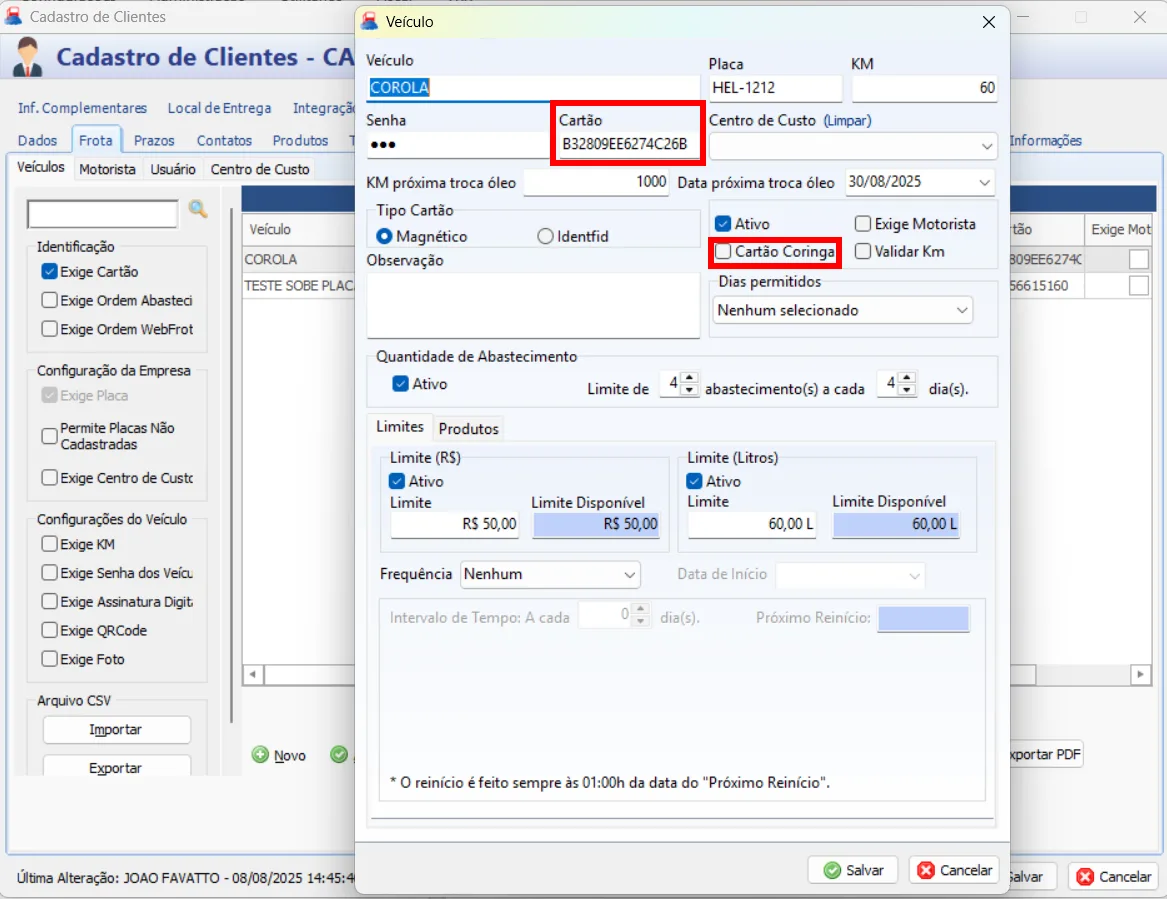 Cadastro de Clientes
Cadastro de Clientes - CA
Inf. Complementares Local de Entrega Integração
Dados Frota Prazos Contatos Produtos Informações
Veículos Motorista Usuário Centro de Custo
Identificação
Exige Cartão
Exige Ordem Abasteci
Exige Ordem WebFrot
Configuração da Empresa
Exige Placa
Permite Placas Não
Cadastradas
Exige Centro de Custo
Configurações do Veículo
Exige KM
Exige Senha dos Veícu
Exige Assinatura Digita
Exige QRCode
Exige Foto
Arquivo CSV
Importar
Exportar
Veículo
COROLA
TESTE SOBE PLACA
tão Exige Mot
809EE6274C
56615160
Novo
xportar PDF
Última Alteração: JOAO FAVATTO - 08/08/2025 14:45:4
Salvar Cancelar
Veículo
Veículo Placa KM
COROLA HEL-1212 60
Senha Cartão Centro de Custo (Limpar)
●●● B32809EE6274C26B
KM próxima troca óleo 1000 Data próxima troca óleo 30/08/2025
Tipo Cartão
Magnético Identfid
Ativo Exige Motorista
Cartão Coringa Validar Km
Observação
Dias permitidos
Nenhum selecionado
Quantidade de Abastecimento
Ativo Limite de 4 abastecimento(s) a cada 4 dia(s).
Limites Produtos
Limite (R$)
Ativo
Limite Limite Disponível
R$ 50,00 R$ 50,00
Limite (Litros)
Ativo
Limite Limite Disponível
60,00 L 60,00 L
Frequência Nenhum Data de Início
Intervalo de Tempo: A cada 0 dia(s). Próximo Reinício:
* O reinício é feito sempre às 01:00h da data do "Próximo Reinício".
Salvar Cancelar